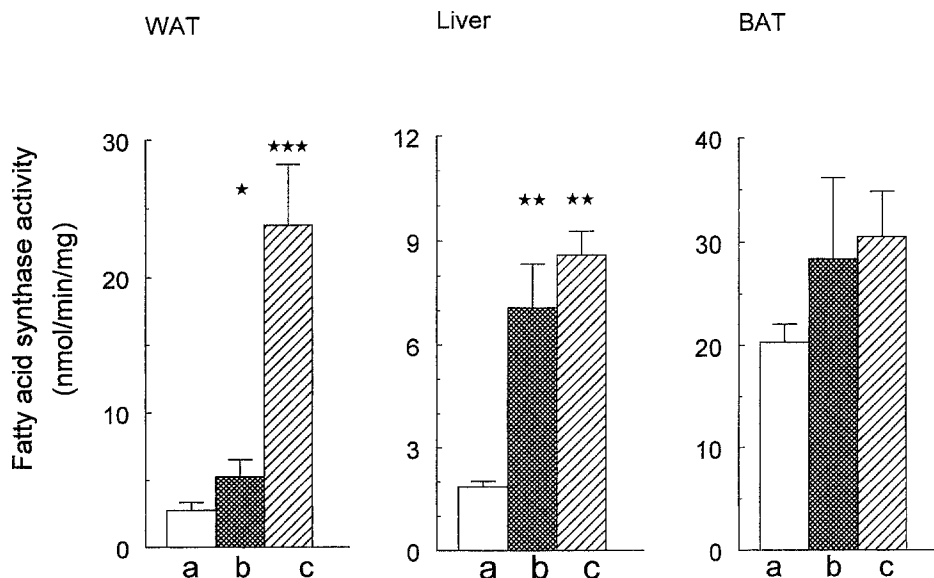 WAT
Liver
BAT
Fatty acid synthase activity
(nmol/min/mg)
30
20
10
0
★
★★★
a b c
12
9
6
3
0
★★ ★★
a b c
40
30
20
10
0
a b c